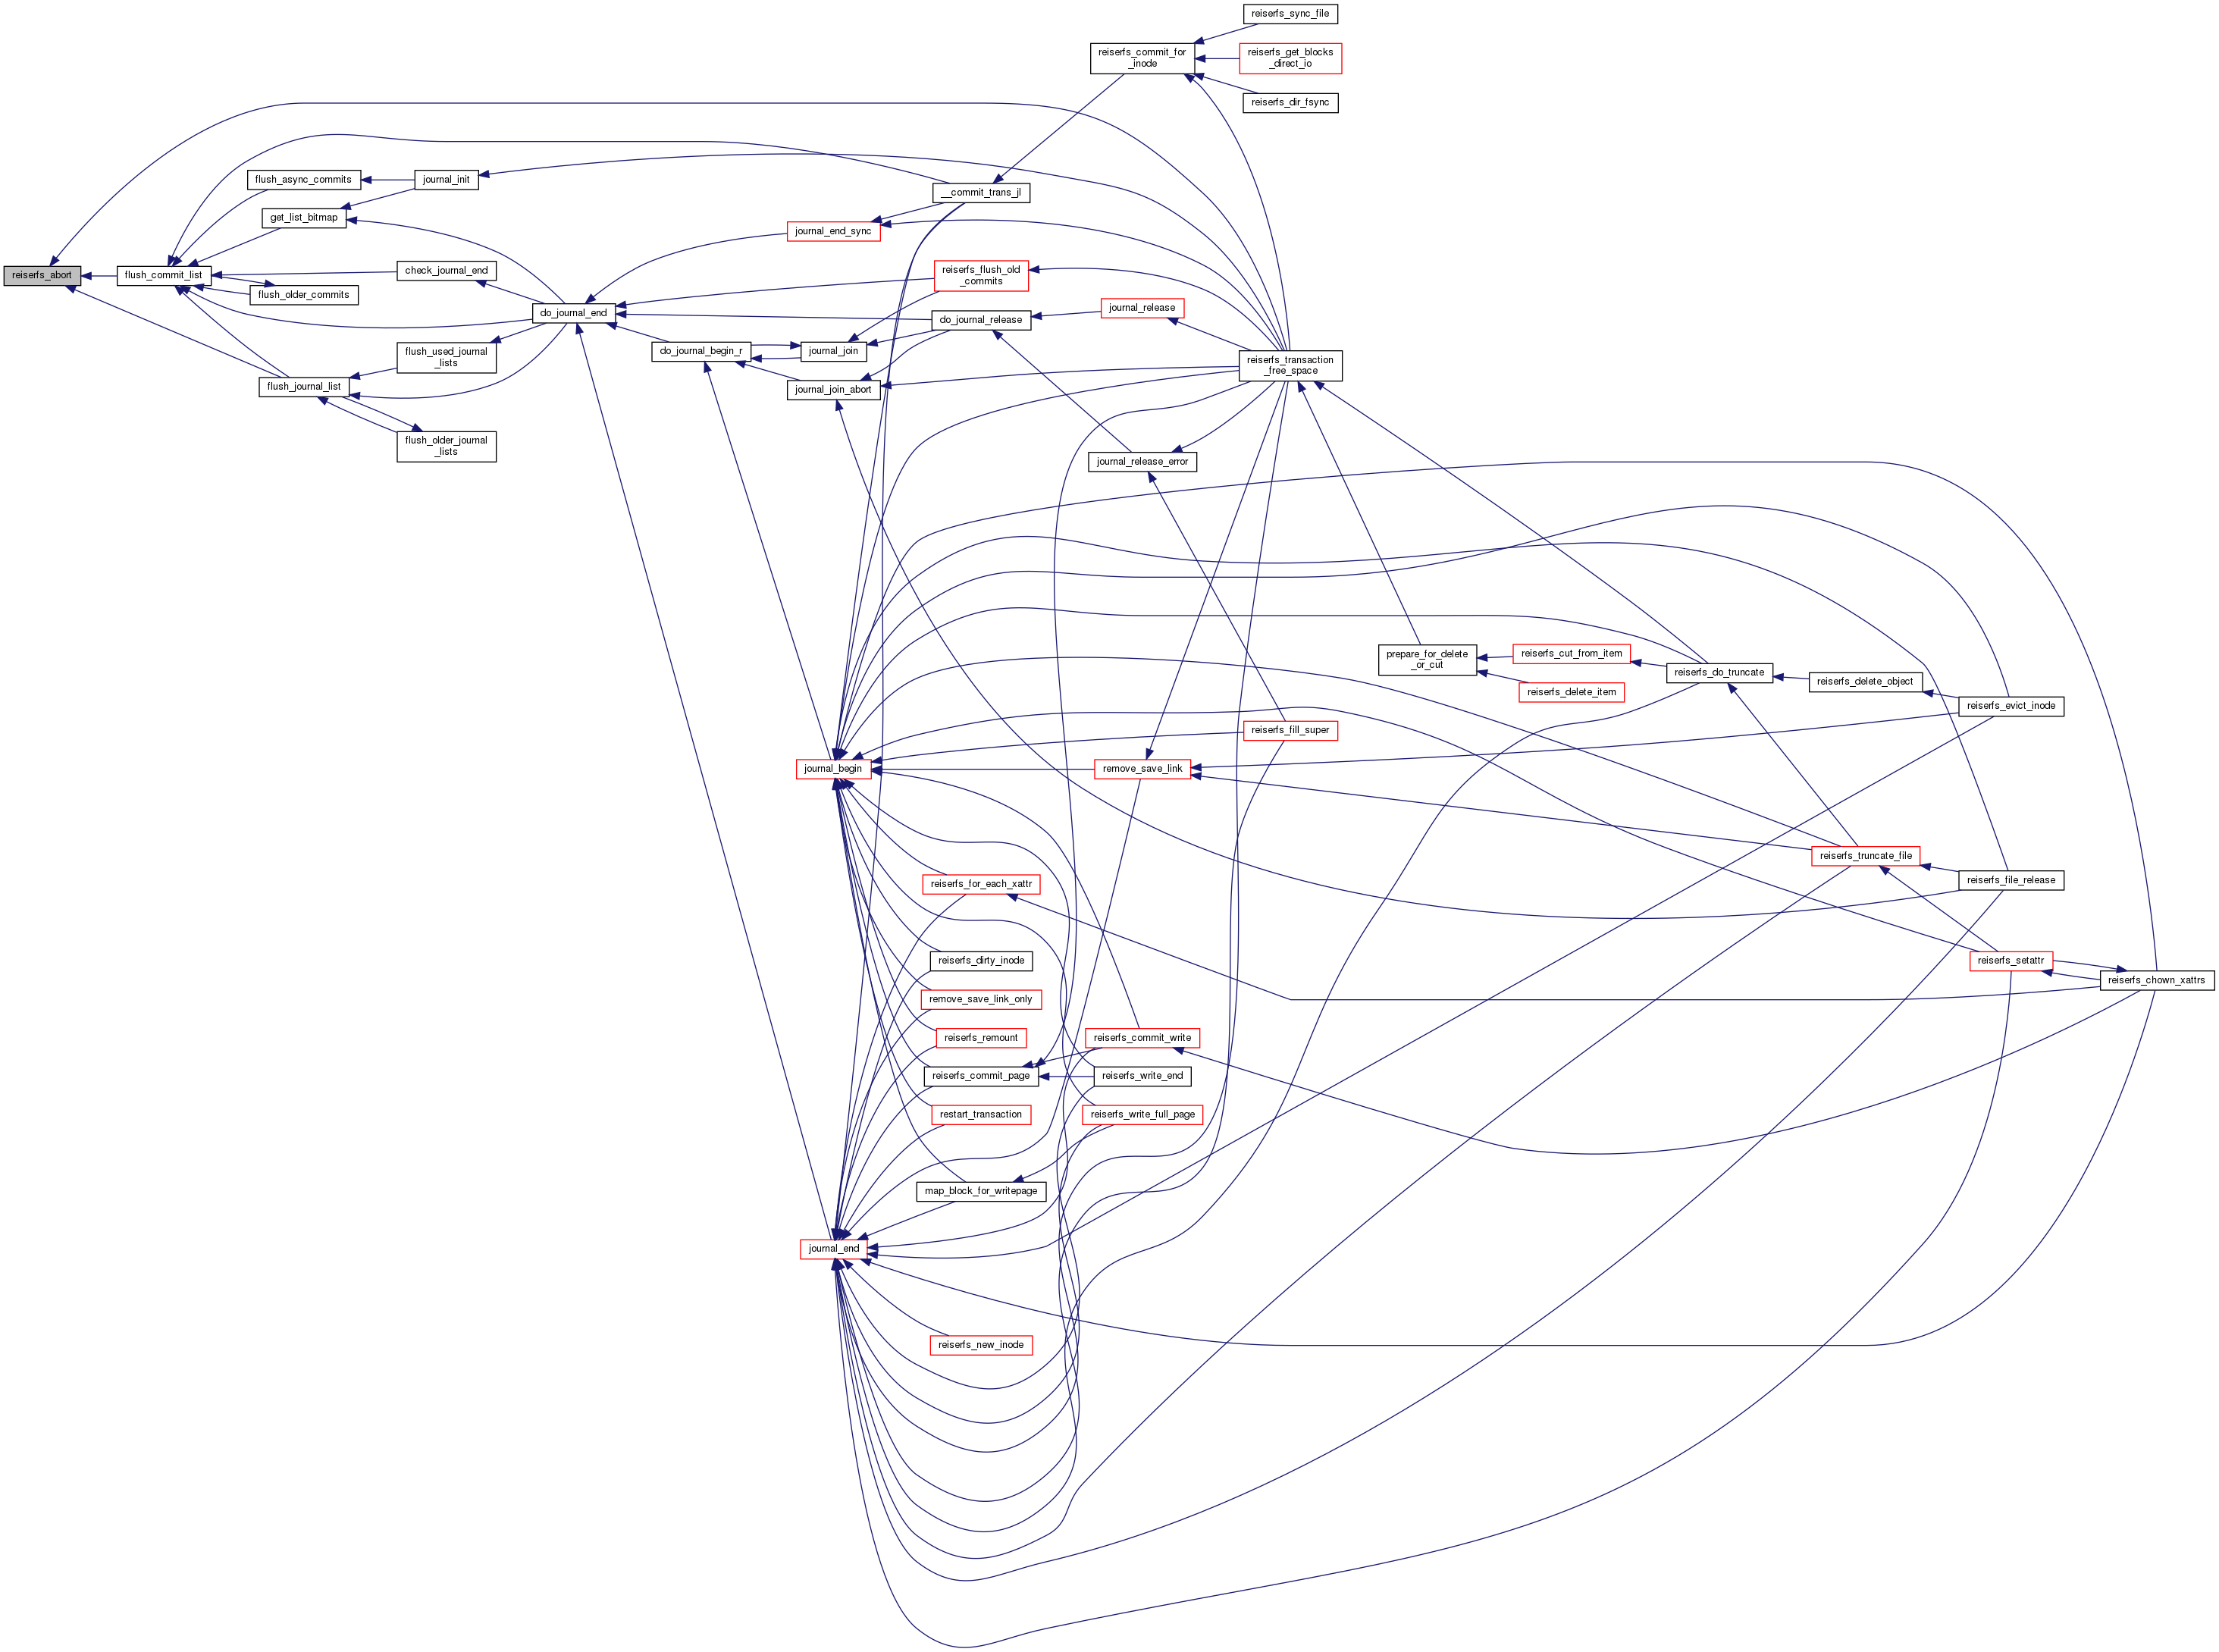 reiserfs_sync_file
reiserfs_commit_for
_inode
reiserfs_get_blocks
_direct_io
reiserfs_dir_fsync
flush_async_commits
journal_init
__commit_trans_jl
get_list_bitmap
journal_end_sync
reiserfs_abort
flush_commit_list
check_journal_end
flush_older_commits
reiserfs_flush_old
_commits
do_journal_end
do_journal_release
journal_release
flush_used_journal
_lists
do_journal_begin_r
journal_join
reiserfs_transaction
_free_space
flush_journal_list
journal_join_abort
flush_older_journal
_lists
journal_release_error
prepare_for_delete
_or_cut
reiserfs_cut_from_item
reiserfs_do_truncate
reiserfs_delete_object
reiserfs_delete_item
reiserfs_evict_inode
reiserfs_fill_super
journal_begin
remove_save_link
reiserfs_truncate_file
reiserfs_for_each_xattr
reiserfs_file_release
reiserfs_dirty_inode
reiserfs_setattr
reiserfs_chown_xattrs
remove_save_link_only
reiserfs_remount
reiserfs_commit_write
reiserfs_commit_page
reiserfs_write_end
restart_transaction
reiserfs_write_full_page
map_block_for_writepage
journal_end
reiserfs_new_inode